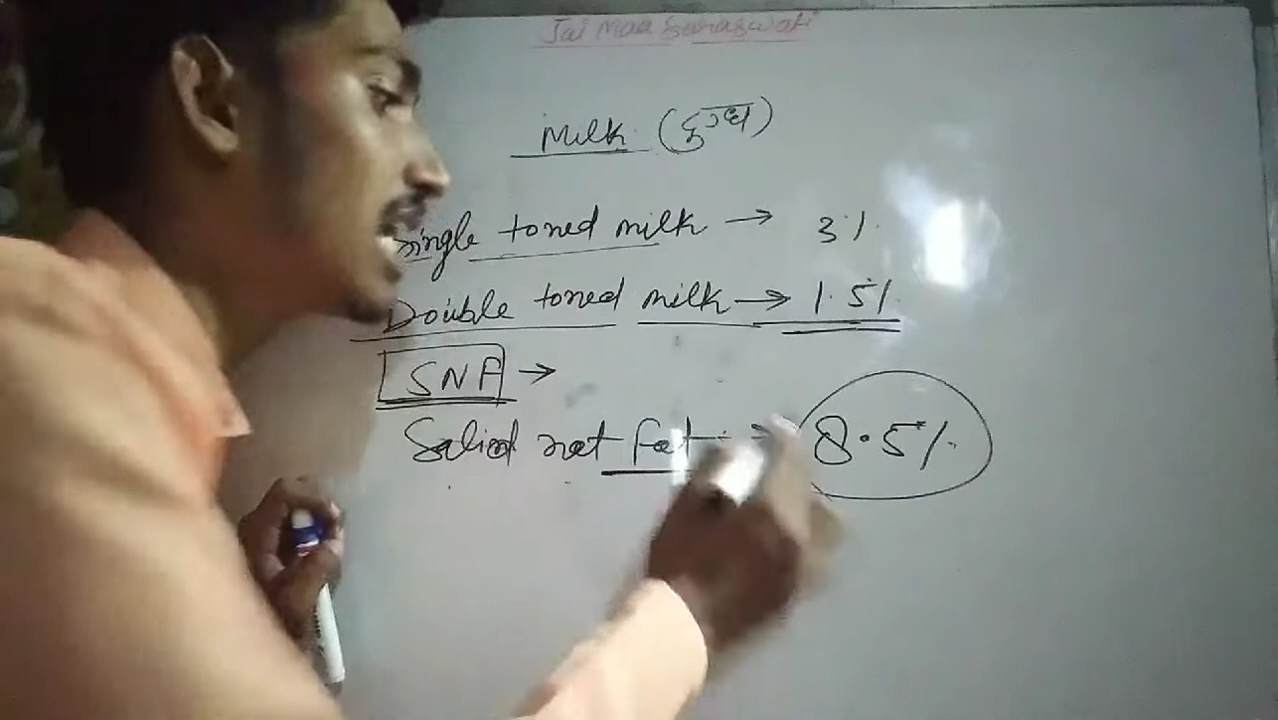 Jai Maa Saraswati
Milk (दुग्ध)
Single toned milk → 3%
Double toned milk → 1.5%
SNF →
Solid not fat → 8.5%